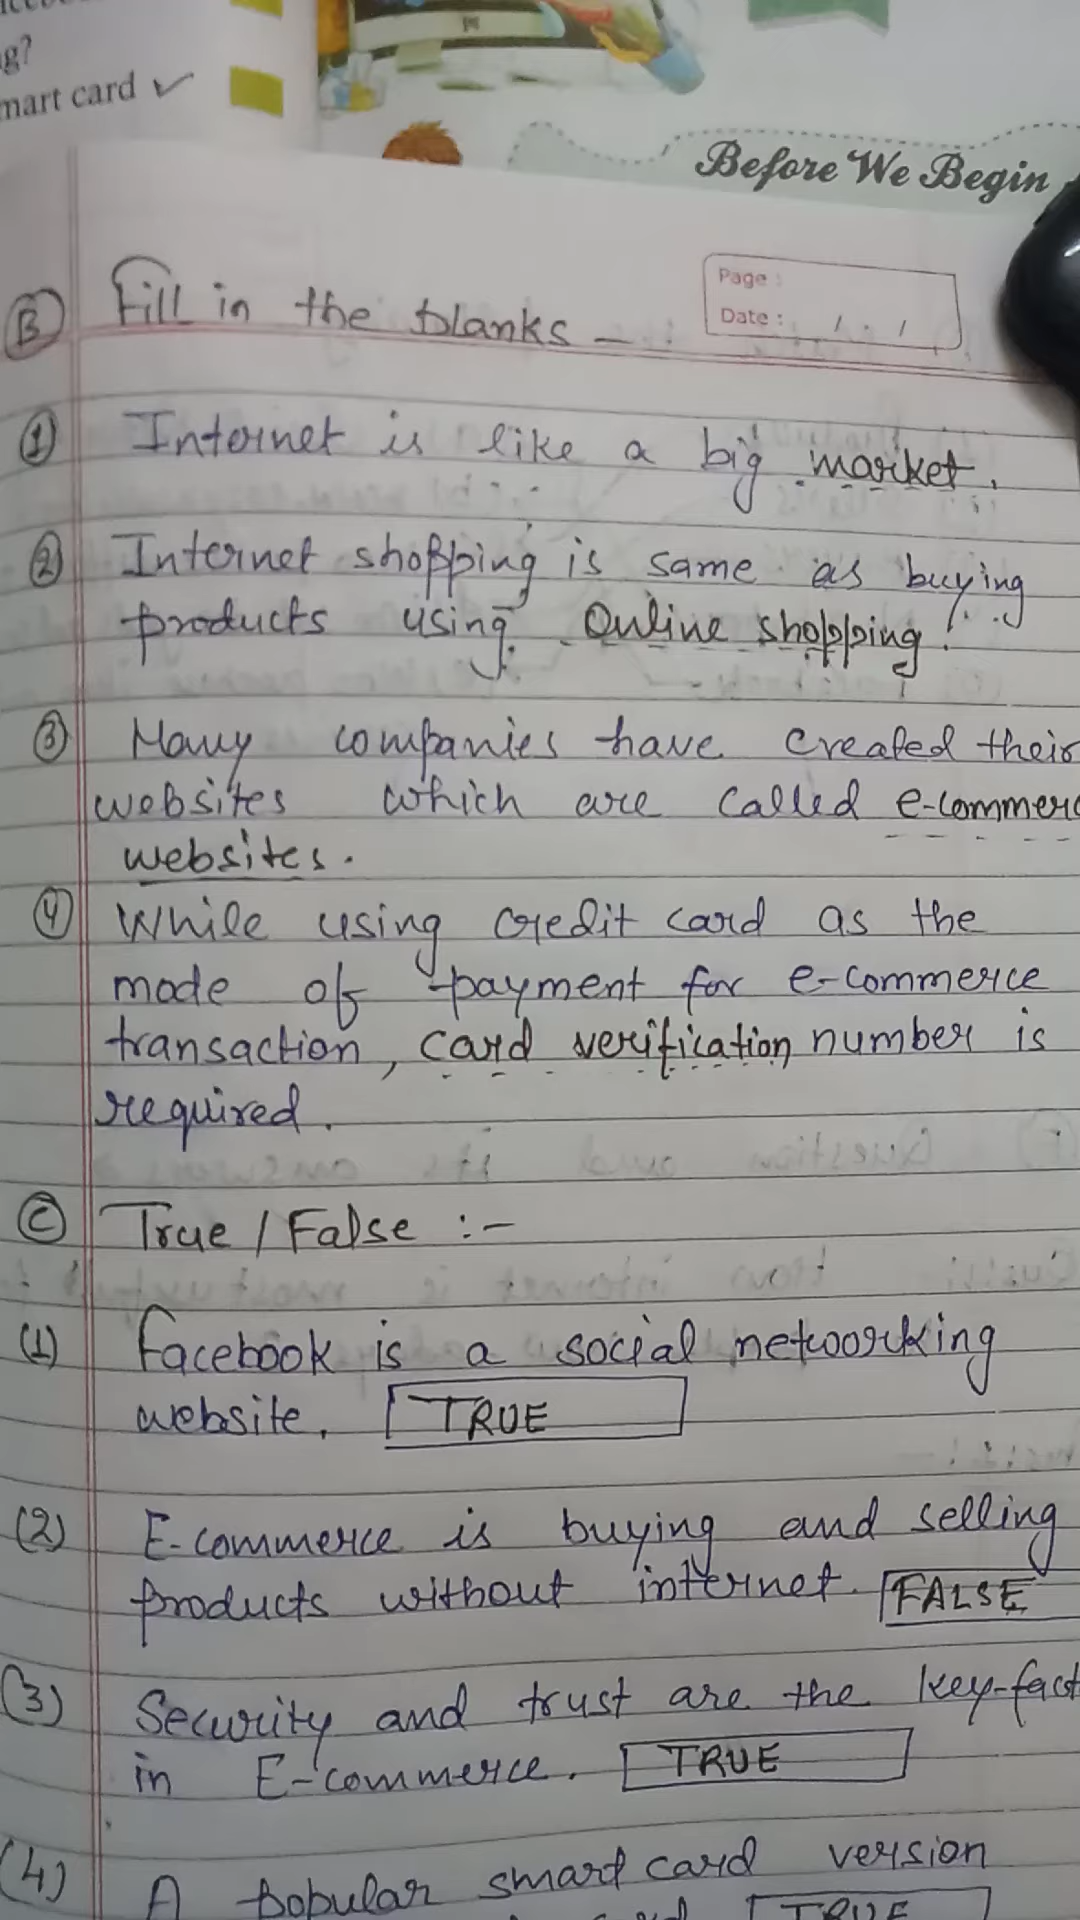 g?
mart card ✓
Before We Begin
Page :
Date : / . /
(B) Fill in the blanks –
(1) Internet is like a big market.
(2) Internet shopping is same as buying
products using Online shopping.
(3) Many companies have created their
websites which are called e-commerc
websites.
(4) While using credit card as the
mode of payment for e-commerce
transaction, card verification number is
required.
(C) True / False :-
(1) Facebook is a social networking
website. TRUE
(2) E-commerce is buying and selling
products without internet. FALSE
(3) Security and trust are the key-fact
in E-commerce. TRUE
(4) A popular smart card version
TRUE